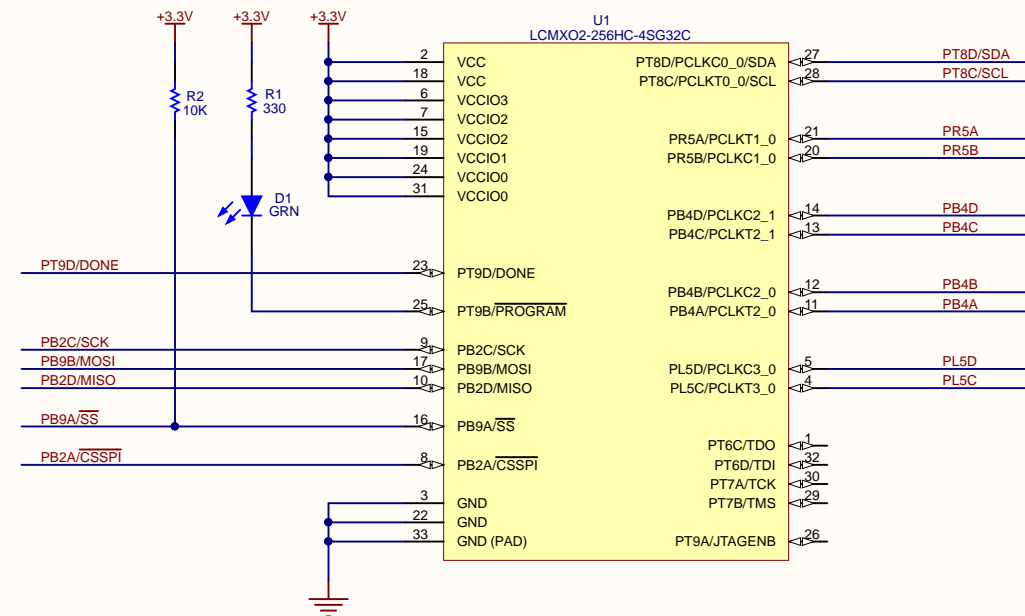 +3.3V
+3.3V
+3.3V
U1
LCMXO2-256HC-4SG32C
R2
10K
R1
330
D1
GRN
2 VCC
18 VCC
6 VCCIO3
7 VCCIO2
15 VCCIO2
19 VCCIO1
24 VCCIO0
31 VCCIO0
PT9D/DONE 23 PT9D/DONE
25 PT9B/PROGRAM
PB2C/SCK 9 PB2C/SCK
PB9B/MOSI 17 PB9B/MOSI
PB2D/MISO 10 PB2D/MISO
PB9A/SS 16 PB9A/SS
PB2A/CSSPI 8 PB2A/CSSPI
3 GND
22 GND
33 GND (PAD)
PT8D/PCLKC0_0/SDA 27 PT8D/SDA
PT8C/PCLKT0_0/SCL 28 PT8C/SCL
PR5A/PCLKT1_0 21 PR5A
PR5B/PCLKC1_0 20 PR5B
PB4D/PCLKC2_1 14 PB4D
PB4C/PCLKT2_1 13 PB4C
PB4B/PCLKC2_0 12 PB4B
PB4A/PCLKT2_0 11 PB4A
PL5D/PCLKC3_0 5 PL5D
PL5C/PCLKT3_0 4 PL5C
PT6C/TDO 1
PT6D/TDI 32
PT7A/TCK 30
PT7B/TMS 29
PT9A/JTAGENB 26